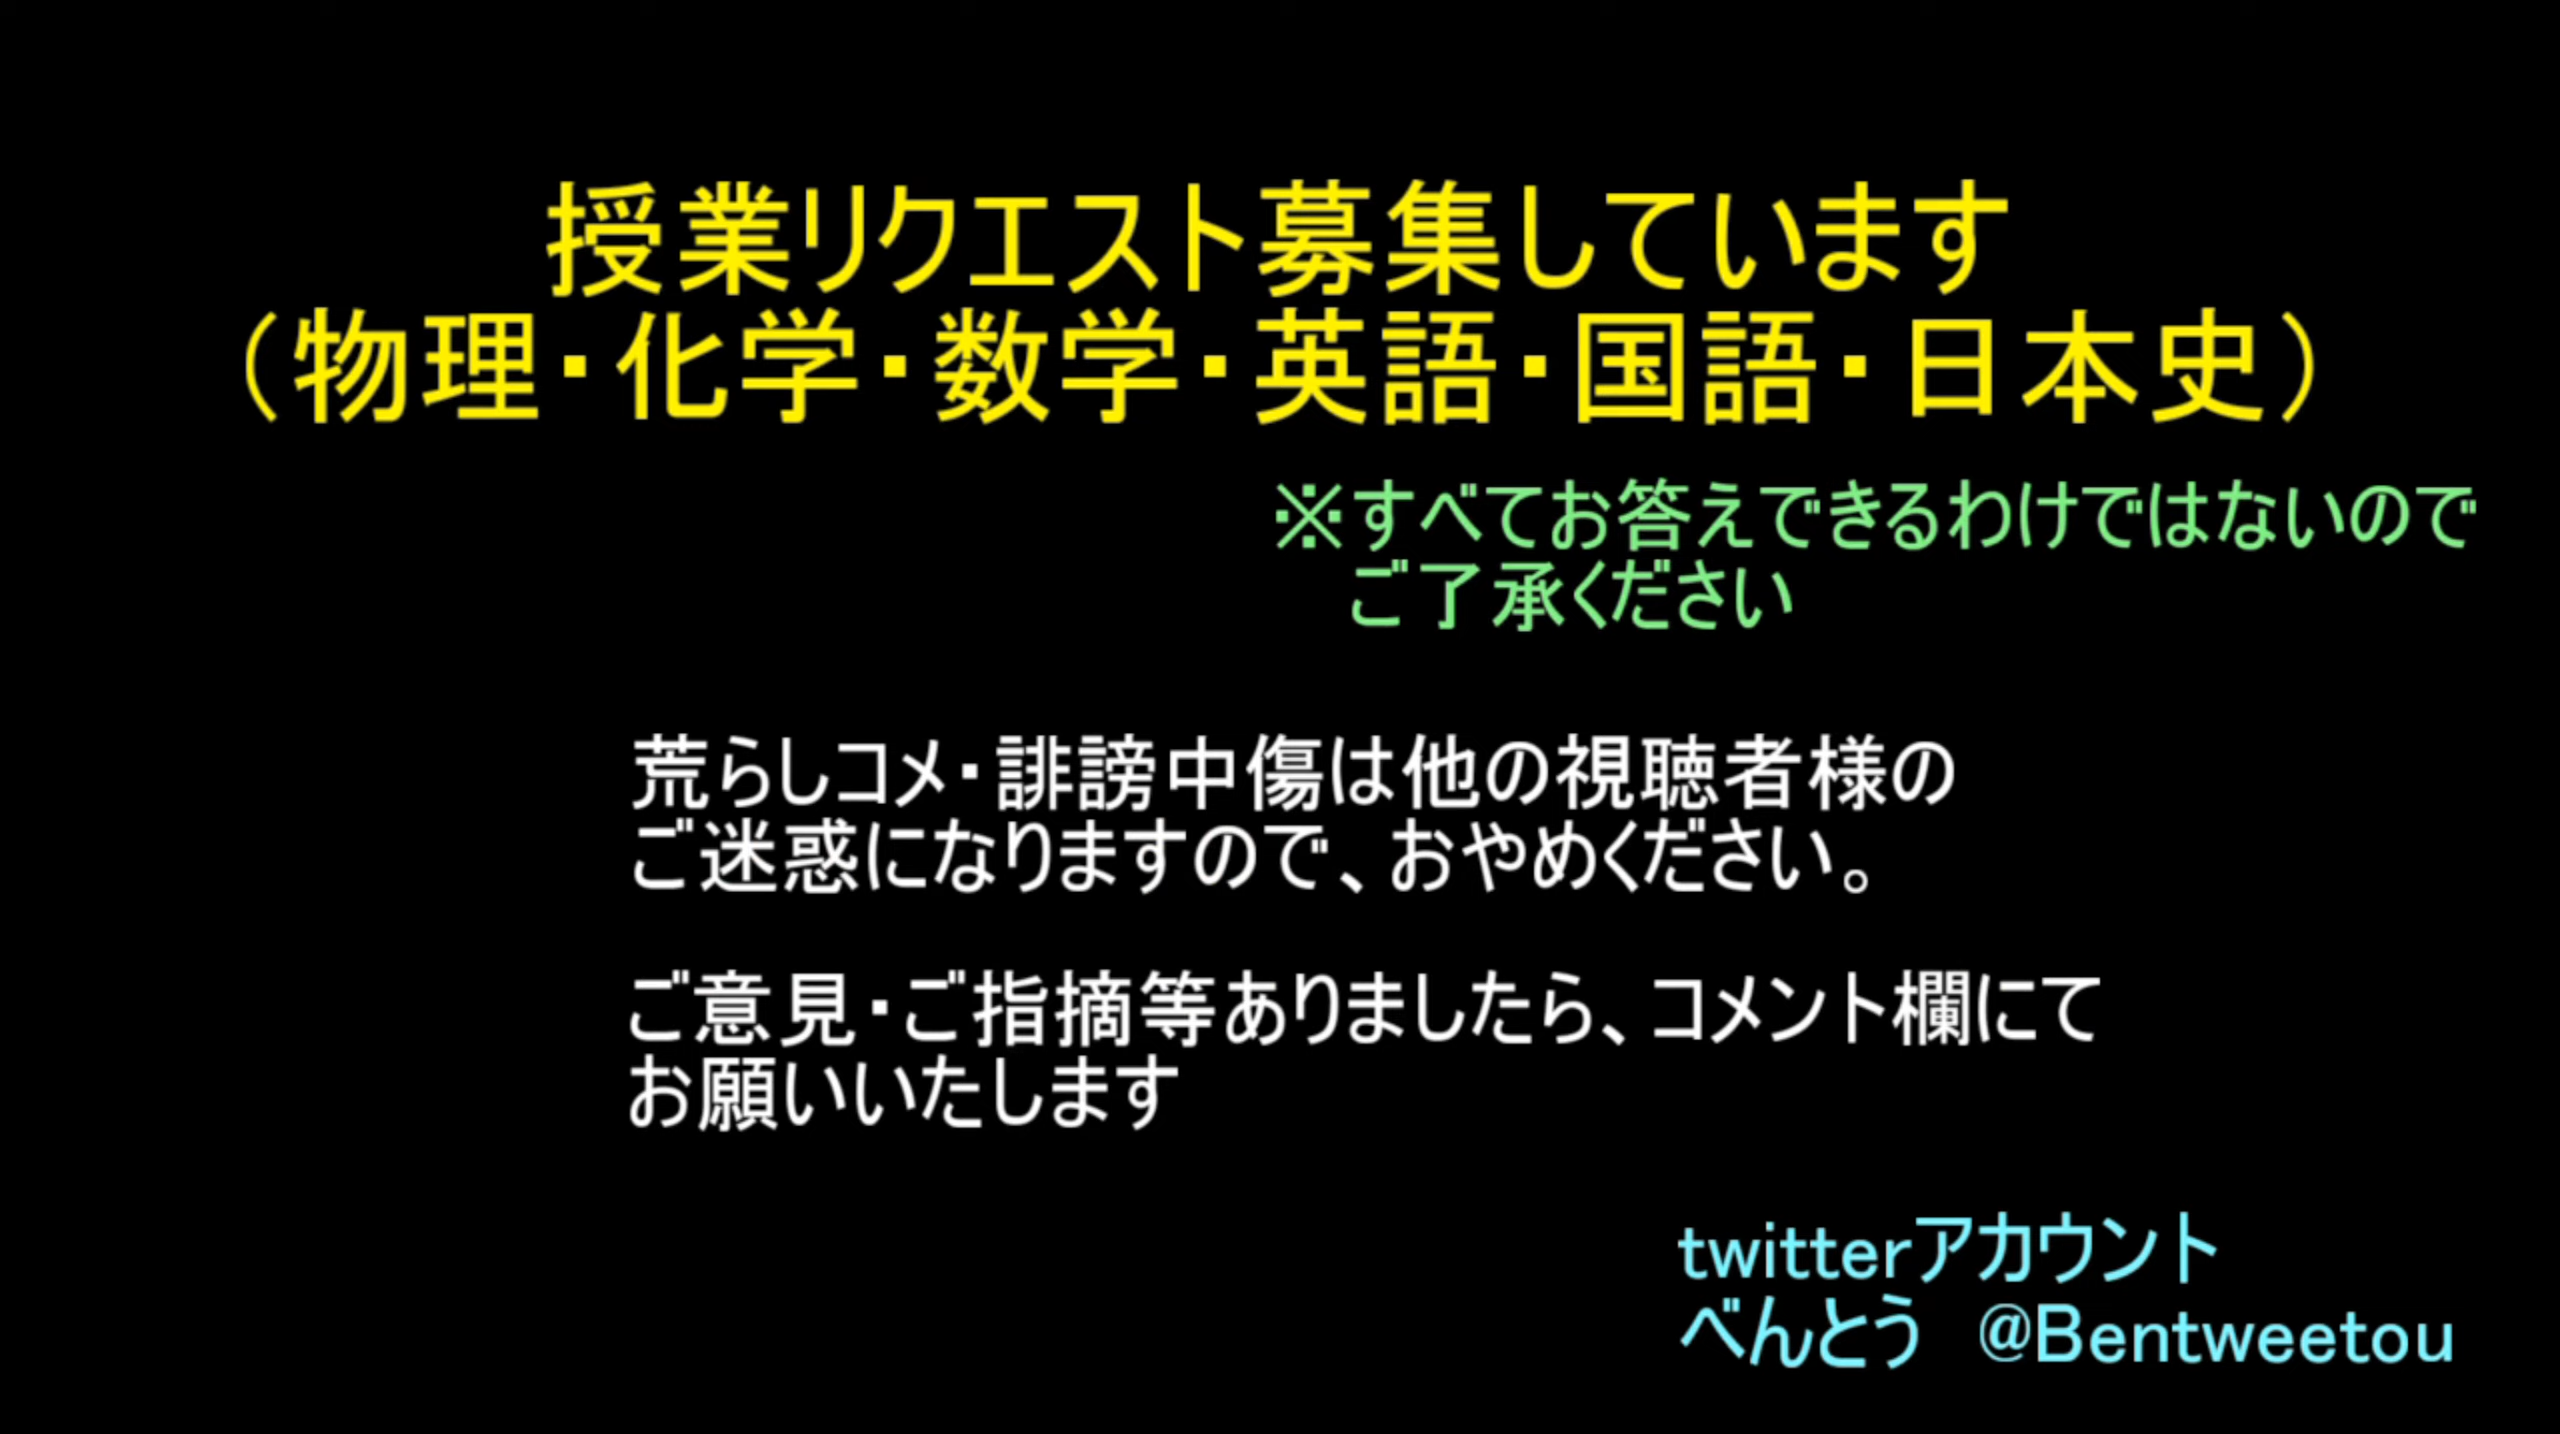 授業リクエスト募集しています
（物理・化学・数学・英語・国語・日本史）
※すべてお答えできるわけではないので
ご了承ください
荒らしコメ・誹謗中傷は他の視聴者様の
ご迷惑になりますので、おやめください。
ご意見・ご指摘等ありましたら、コメント欄にて
お願いいたします
twitterアカウント
べんとう　@Bentweetou